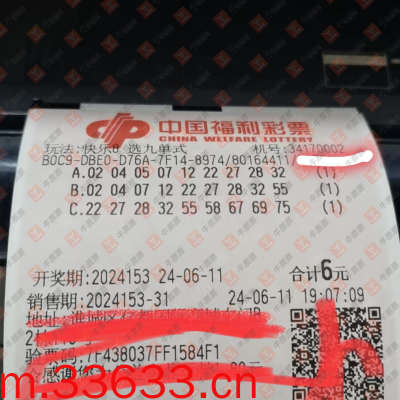 中国福利彩票
CHINA WELFARE LOTTERY
玩法:快乐8 选九单式 机号:34170002
B0C9-DBE0-D76A-7F14-8974/80164411/
A.02 04 05 07 12 22 27 28 32 (1)
B.02 04 07 12 22 27 28 32 55 (1)
C.22 27 28 32 55 58 67 69 75 (1)
开奖期:2024153 24-06-11 合计6元
销售期:2024153-31 24-06-11 19:07:09
地址:
验票码:7F438037FF1584F1
感谢您
m.33633.cn